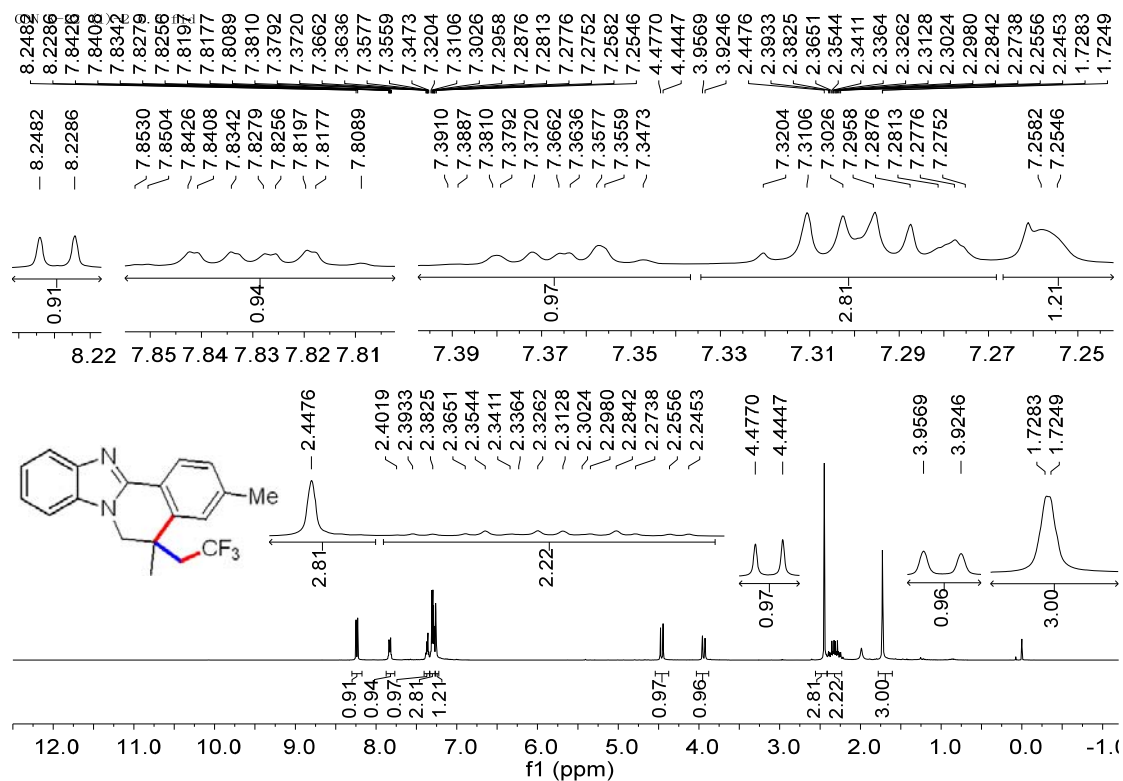 8.2482 8.2286 7.8426 7.8408 7.8342 7.8279 7.8256 7.8197 7.8177 7.8089 7.3810 7.3792 7.3720 7.3662 7.3636 7.3577 7.3559 7.3473 7.3204 7.3106 7.3026 7.2958 7.2876 7.2813 7.2776 7.2752 7.2582 7.2546 4.4770 4.4447 3.9569 3.9246 2.4476 2.3933 2.3825 2.3651 2.3544 2.3411 2.3364 2.3262 2.3128 2.3024 2.2980 2.2842 2.2738 2.2556 2.2453 1.7283 1.7249
8.2482 8.2286 7.8530 7.8504 7.8426 7.8408 7.8342 7.8279 7.8256 7.8197 7.8177 7.8089 7.3910 7.3887 7.3810 7.3792 7.3720 7.3662 7.3636 7.3577 7.3559 7.3473 7.3204 7.3106 7.3026 7.2958 7.2876 7.2813 7.2776 7.2752 7.2582 7.2546
0.91 0.94 0.97 2.81 1.21
8.22 7.85 7.84 7.83 7.82 7.81 7.39 7.37 7.35 7.33 7.31 7.29 7.27 7.25
2.4476 2.4019 2.3933 2.3825 2.3651 2.3544 2.3411 2.3364 2.3262 2.3128 2.3024 2.2980 2.2842 2.2738 2.2556 2.2453 4.4770 4.4447 3.9569 3.9246 1.7283 1.7249
N
Me
N
CF3
2.81 2.22 0.97 0.96 3.00
0.91 0.94 0.97 2.81 1.21 0.97 0.96 2.81 2.22 3.00
12.0 11.0 10.0 9.0 8.0 7.0 6.0 5.0 4.0 3.0 2.0 1.0 0.0 -1.0
f1 (ppm)